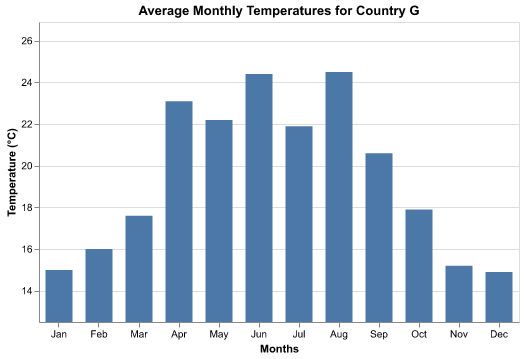 Average Monthly Temperatures for Country G
Temperature (°C)
26
24
22
20
18
16
14
Jan Feb Mar Apr May Jun Jul Aug Sep Oct Nov Dec
Months